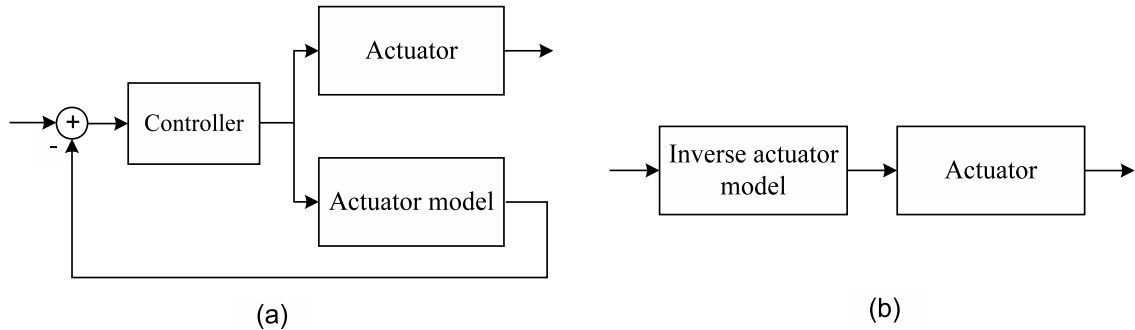 Actuator
+
Controller
-
Actuator model
(a)
Inverse actuator
model
Actuator
(b)